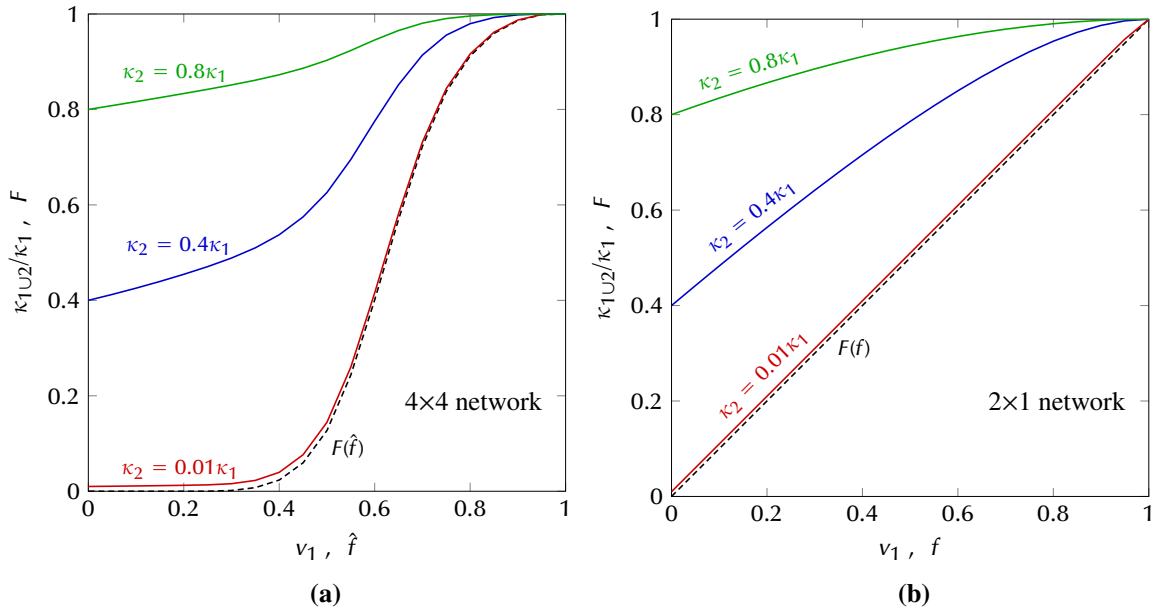 κ1∪2/κ1 , F
1
0.8
0.6
0.4
0.2
0
κ2 = 0.8κ1
κ2 = 0.4κ1
κ2 = 0.01κ1
F(f̂)
4×4 network
0 0.2 0.4 0.6 0.8 1
v1 , f̂
(a)
κ1∪2/κ1 , F
1
0.8
0.6
0.4
0.2
0
κ2 = 0.8κ1
κ2 = 0.4κ1
κ2 = 0.01κ1
F(f)
2×1 network
0 0.2 0.4 0.6 0.8 1
v1 , f
(b)